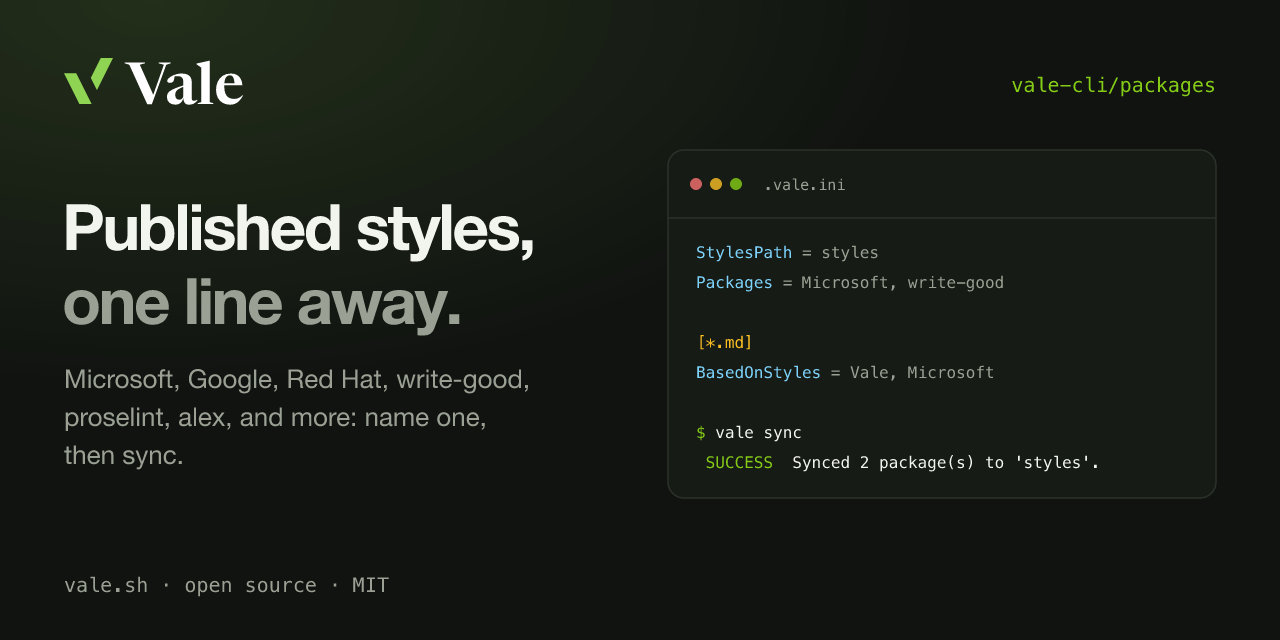 Vale
vale-cli/packages
Published styles,
one line away.
Microsoft, Google, Red Hat, write-good,
proselint, alex, and more: name one,
then sync.
.vale.ini
StylesPath = styles
Packages = Microsoft, write-good
[*.md]
BasedOnStyles = Vale, Microsoft
$ vale sync
SUCCESS  Synced 2 package(s) to 'styles'.
vale.sh · open source · MIT